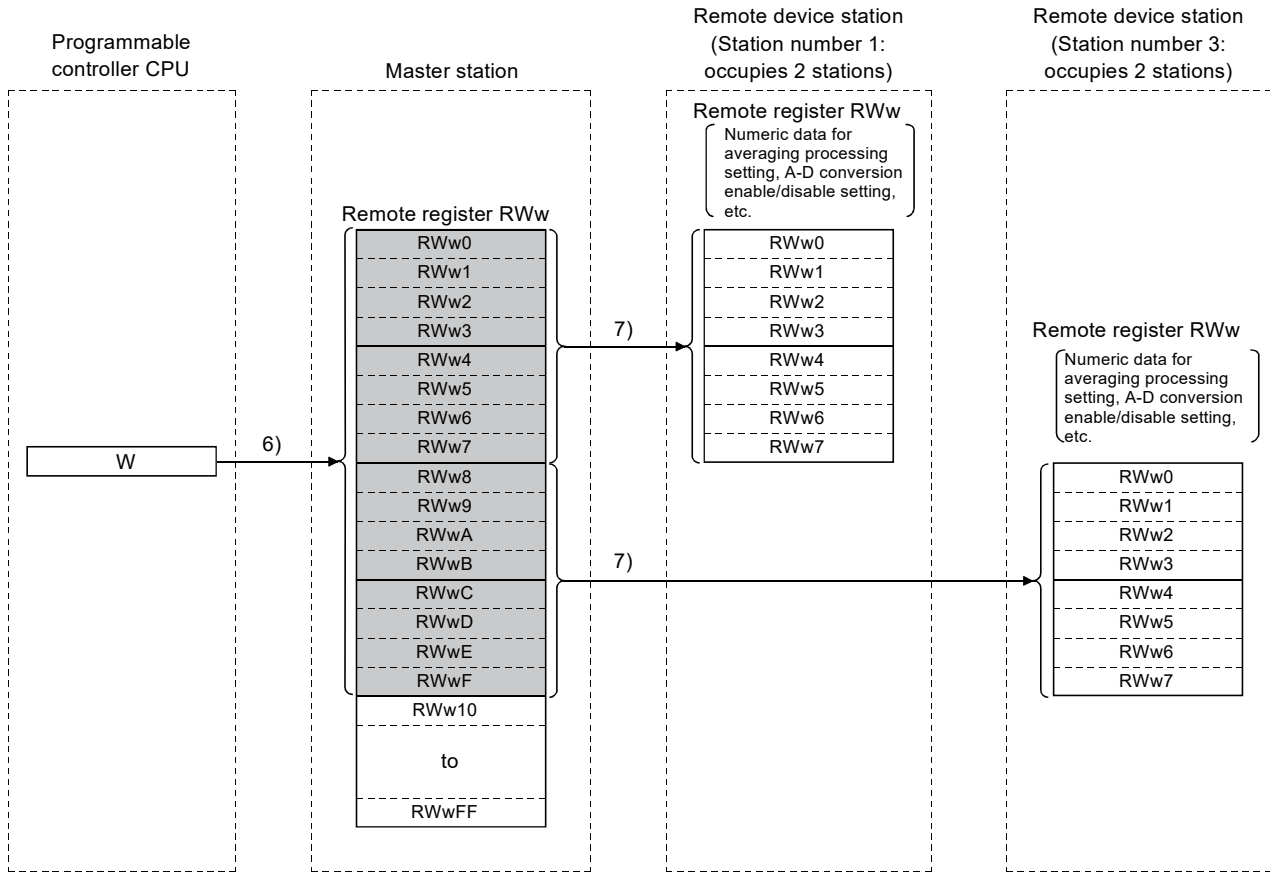 Programmable
controller CPU
W
6)
Master station
Remote register RWw
RWw0
RWw1
RWw2
RWw3
RWw4
RWw5
RWw6
RWw7
RWw8
RWw9
RWwA
RWwB
RWwC
RWwD
RWwE
RWwF
RWw10
to
RWwFF
7)
7)
Remote device station
(Station number 1:
occupies 2 stations)
Remote register RWw
Numeric data for
averaging processing
setting, A-D conversion
enable/disable setting,
etc.
RWw0
RWw1
RWw2
RWw3
RWw4
RWw5
RWw6
RWw7
Remote device station
(Station number 3:
occupies 2 stations)
Remote register RWw
Numeric data for
averaging processing
setting, A-D conversion
enable/disable setting,
etc.
RWw0
RWw1
RWw2
RWw3
RWw4
RWw5
RWw6
RWw7